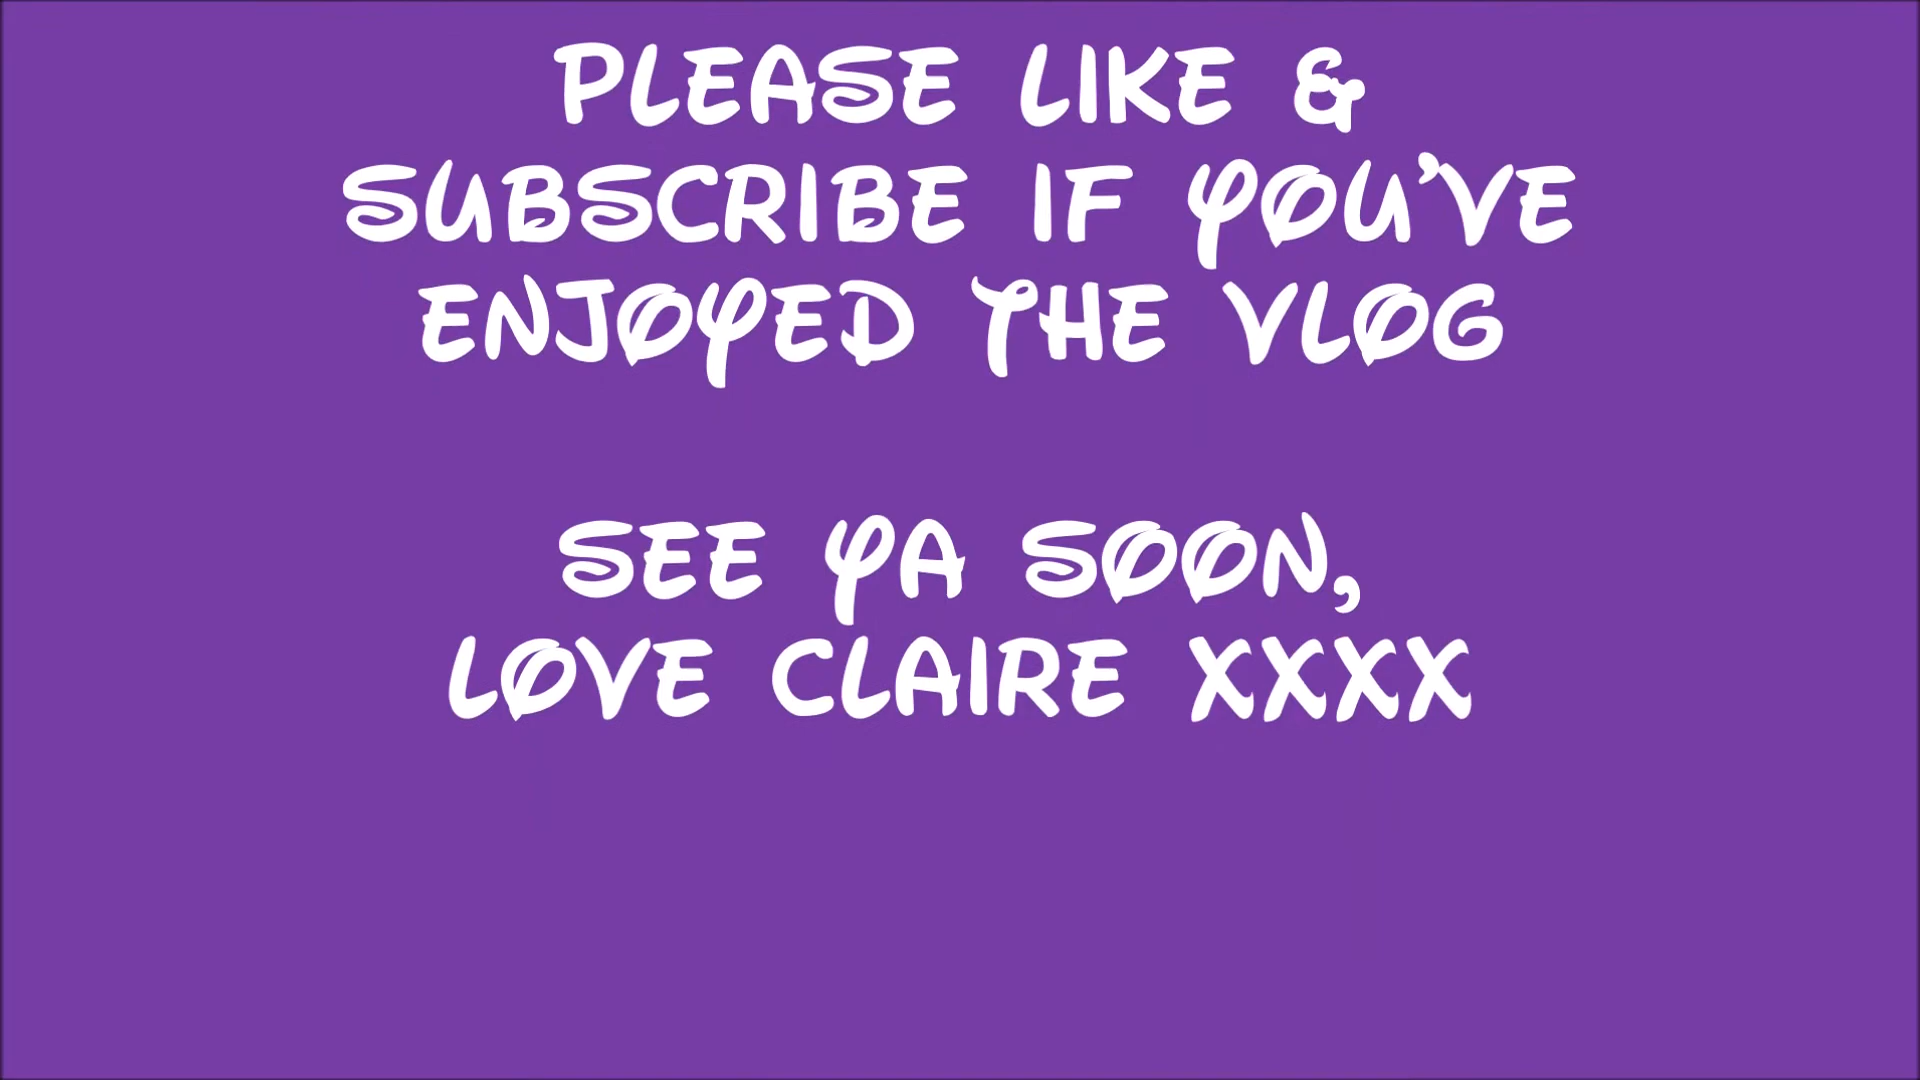 PLEASE LIKE &
SUBSCRIBE IF YOU'VE
ENJOYED THE VLOG
SEE YA SOON,
LOVE CLAIRE XXXX